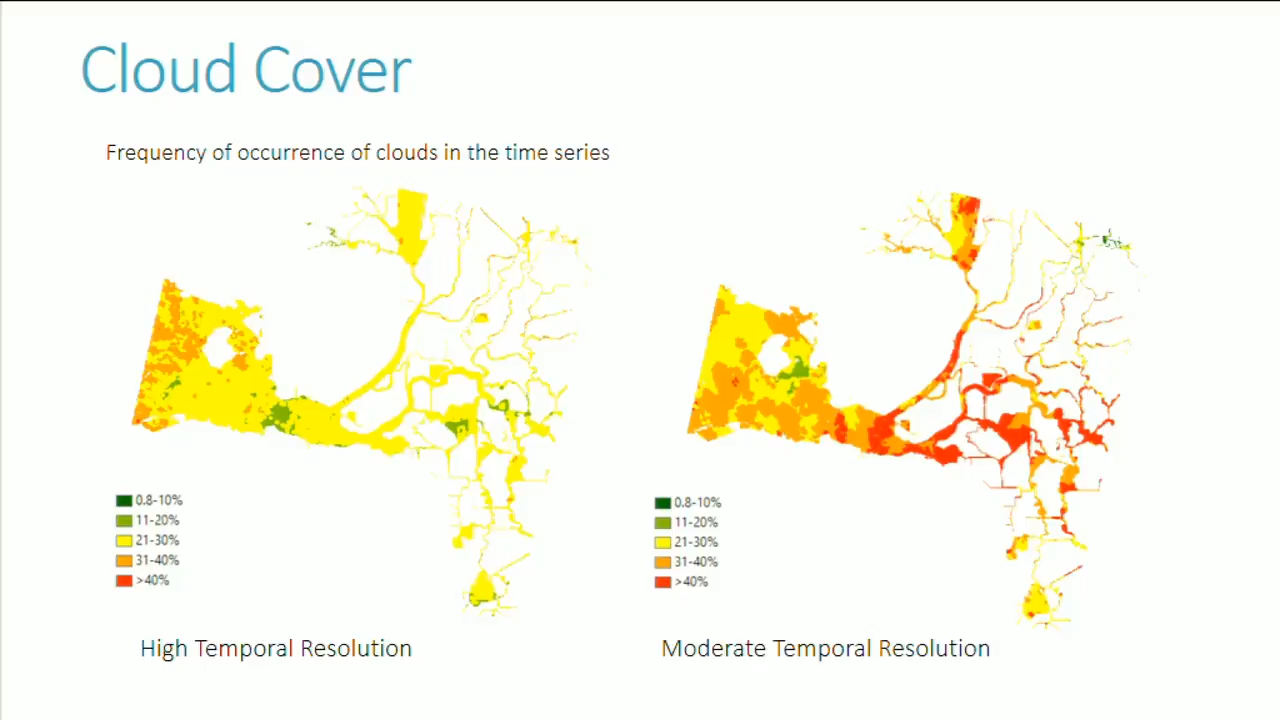 Cloud Cover
Frequency of occurrence of clouds in the time series
0.8-10%
11-20%
21-30%
31-40%
>40%
High Temporal Resolution
0.8-10%
11-20%
21-30%
31-40%
>40%
Moderate Temporal Resolution